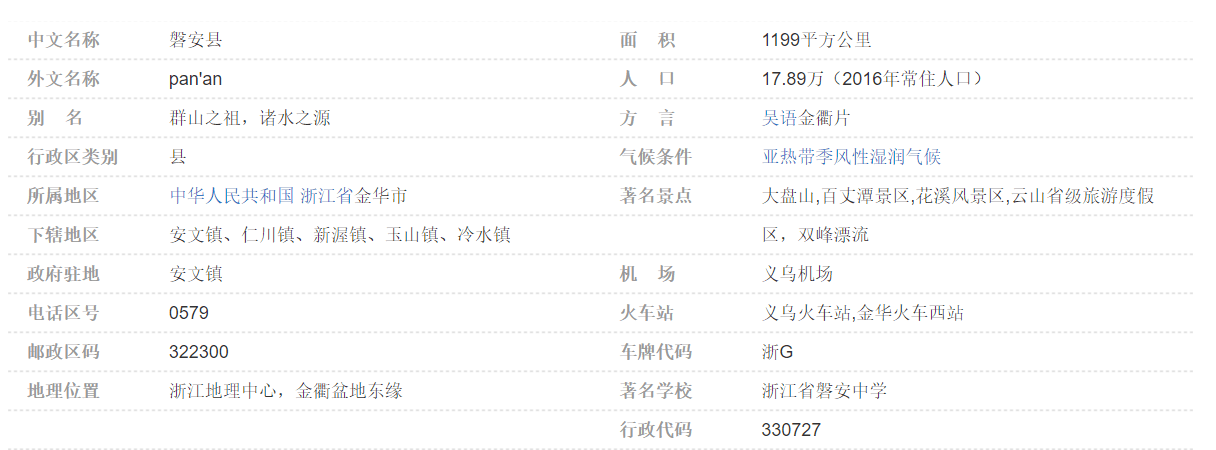 中文名称 磐安县
外文名称 pan'an
别 名 群山之祖，诸水之源
行政区类别 县
所属地区 中华人民共和国 浙江省金华市
下辖地区 安文镇、仁川镇、新渥镇、玉山镇、冷水镇
政府驻地 安文镇
电话区号 0579
邮政区码 322300
地理位置 浙江地理中心，金衢盆地东缘
面 积 1199平方公里
人 口 17.89万（2016年常住人口）
方 言 吴语金衢片
气候条件 亚热带季风性湿润气候
著名景点 大盘山,百丈潭景区,花溪风景区,云山省级旅游度假
区，双峰漂流
机 场 义乌机场
火车站 义乌火车站,金华火车西站
车牌代码 浙G
著名学校 浙江省磐安中学
行政代码 330727